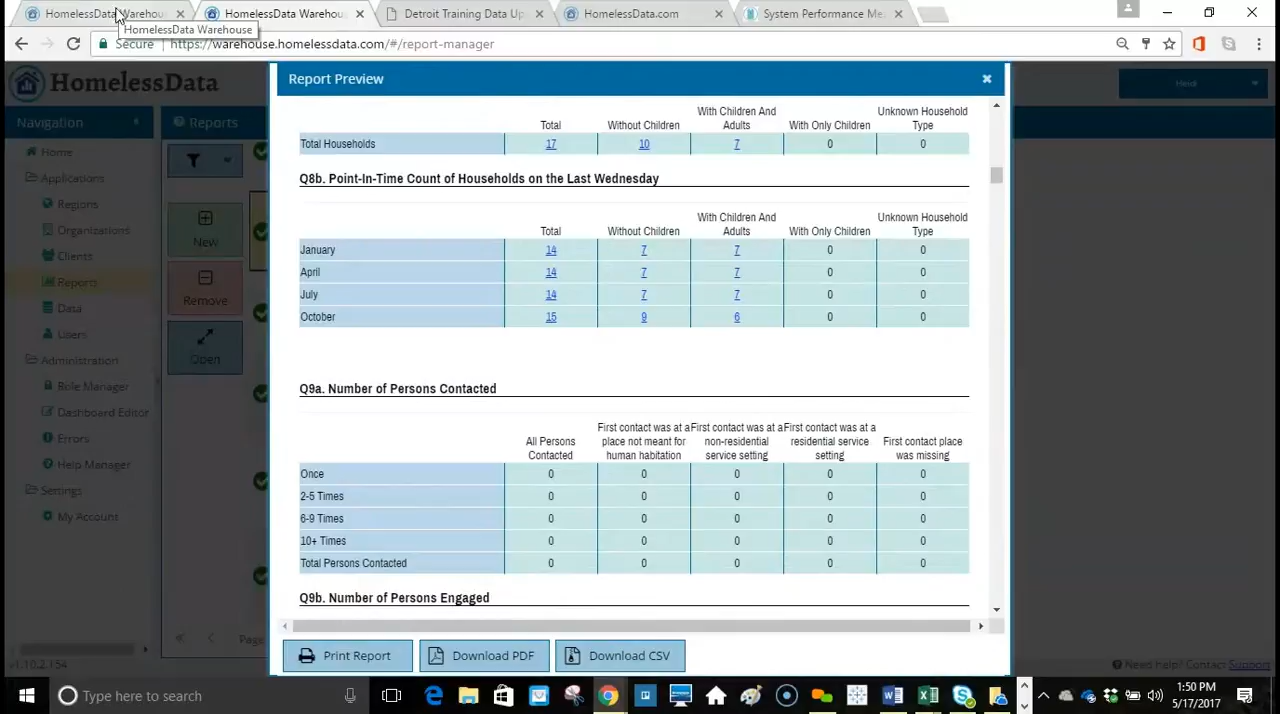 HomelessData Warehou
HomelessData Warehou
Detroit Training Data Up
HomelessData.com
System Performance Me
HomelessData Warehouse
Secure
https://warehouse.homelessdata.com/#/report-manager
HomelessData
Heidi
Report Preview
Navigation
Reports
Home
Applications
Regions
Organizations
Clients
Reports
Data
Users
Administration
Role Manager
Dashboard Editor
Errors
Help Manager
Settings
My Account
v1.10.2.154
New
Remove
Open
Page
Total Without Children With Children And Adults With Only Children Unknown Household Type
Total Households 17 10 7 0 0
Q8b. Point-In-Time Count of Households on the Last Wednesday
Total Without Children With Children And Adults With Only Children Unknown Household Type
January 14 7 7 0 0
April 14 7 7 0 0
July 14 7 7 0 0
October 15 9 6 0 0
Q9a. Number of Persons Contacted
All Persons Contacted First contact was at a place not meant for human habitation First contact was at a non-residential service setting First contact was at a residential service setting First contact place was missing
Once 0 0 0 0 0
2-5 Times 0 0 0 0 0
6-9 Times 0 0 0 0 0
10+ Times 0 0 0 0 0
Total Persons Contacted 0 0 0 0 0
Q9b. Number of Persons Engaged
Print Report
Download PDF
Download CSV
Need help? Contact Support
Type here to search
1:50 PM
5/17/2017